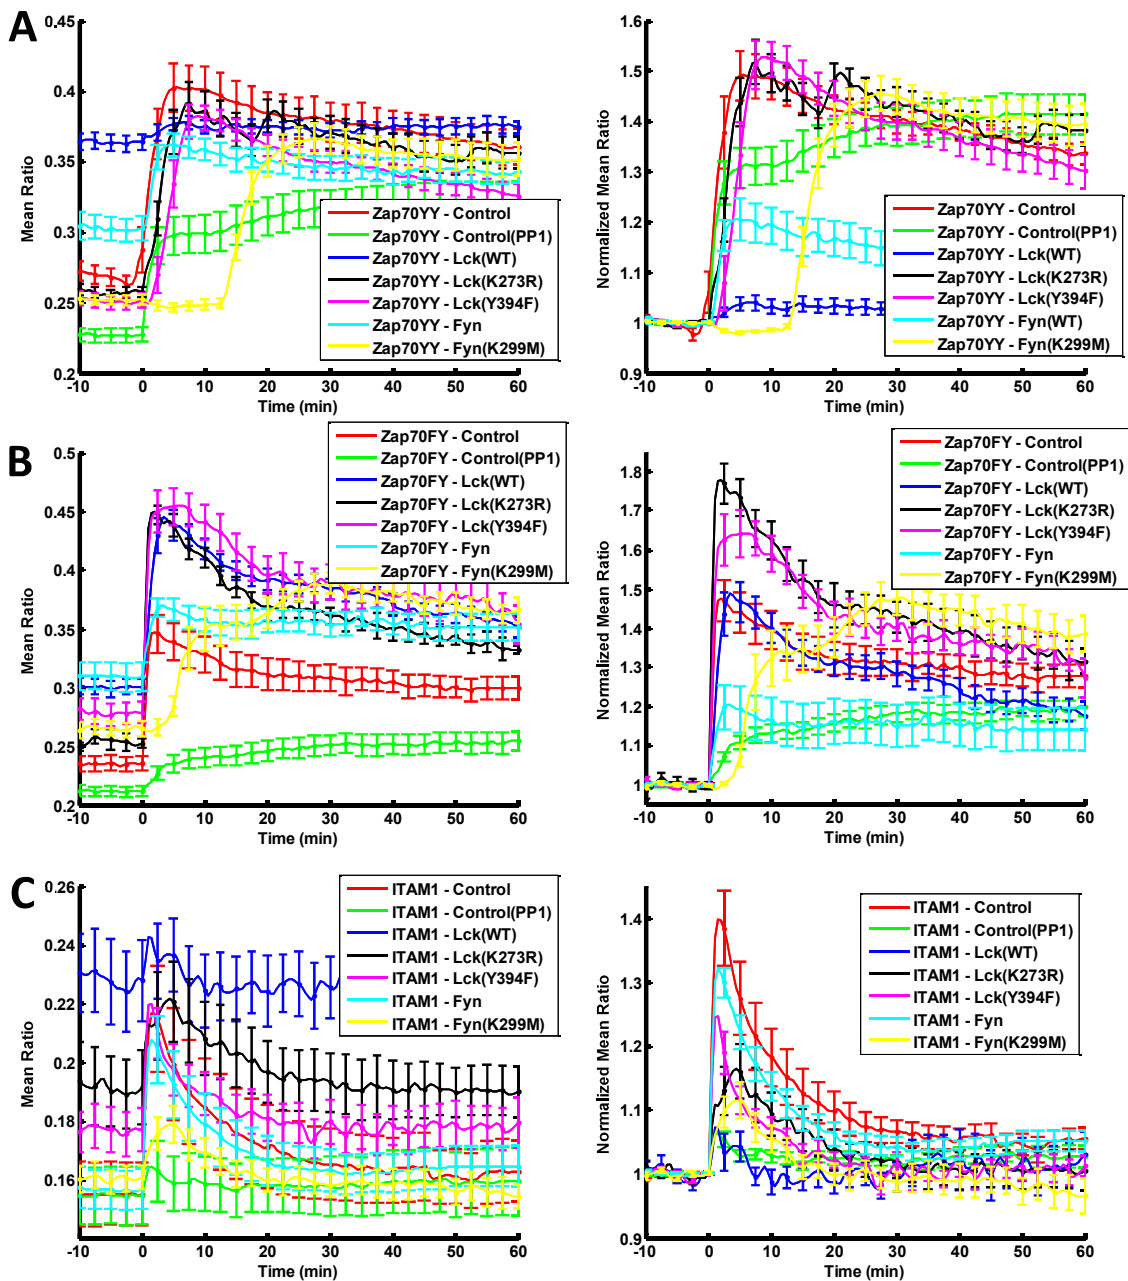 A
0.45
0.4
0.35
0.3
0.25
0.2
Mean Ratio
-10 0 10 20 30 40 50 60
Time (min)
Zap70YY - Control
Zap70YY - Control(PP1)
Zap70YY - Lck(WT)
Zap70YY - Lck(K273R)
Zap70YY - Lck(Y394F)
Zap70YY - Fyn
Zap70YY - Fyn(K299M)
1.6
1.5
1.4
1.3
1.2
1.1
1
0.9
Normalized Mean Ratio
-10 0 10 20 30 40 50 60
Time (min)
Zap70YY - Control
Zap70YY - Control(PP1)
Zap70YY - Lck(WT)
Zap70YY - Lck(K273R)
Zap70YY - Lck(Y394F)
Zap70YY - Fyn(WT)
Zap70YY - Fyn(K299M)
B
0.5
0.45
0.4
0.35
0.3
0.25
0.2
Mean Ratio
-10 0 10 20 30 40 50 60
Time (min)
Zap70FY - Control
Zap70FY - Control(PP1)
Zap70FY - Lck(WT)
Zap70FY - Lck(K273R)
Zap70FY - Lck(Y394F)
Zap70FY - Fyn
Zap70FY - Fyn(K299M)
1.8
1.7
1.6
1.5
1.4
1.3
1.2
1.1
1
Normalized Mean Ratio
-10 0 10 20 30 40 50 60
Time (min)
Zap70FY - Control
Zap70FY - Control(PP1)
Zap70FY - Lck(WT)
Zap70FY - Lck(K273R)
Zap70FY - Lck(Y394F)
Zap70FY - Fyn
Zap70FY - Fyn(K299M)
C
0.26
0.24
0.22
0.2
0.18
0.16
Mean Ratio
-10 0 10 20 30 40 50 60
Time (min)
ITAM1 - Control
ITAM1 - Control(PP1)
ITAM1 - Lck(WT)
ITAM1 - Lck(K273R)
ITAM1 - Lck(Y394F)
ITAM1 - Fyn
ITAM1 - Fyn(K299M)
1.4
1.3
1.2
1.1
1
0.9
Normalized Mean Ratio
-10 0 10 20 30 40 50 60
Time (min)
ITAM1 - Control
ITAM1 - Control(PP1)
ITAM1 - Lck(WT)
ITAM1 - Lck(K273R)
ITAM1 - Lck(Y394F)
ITAM1 - Fyn
ITAM1 - Fyn(K299M)